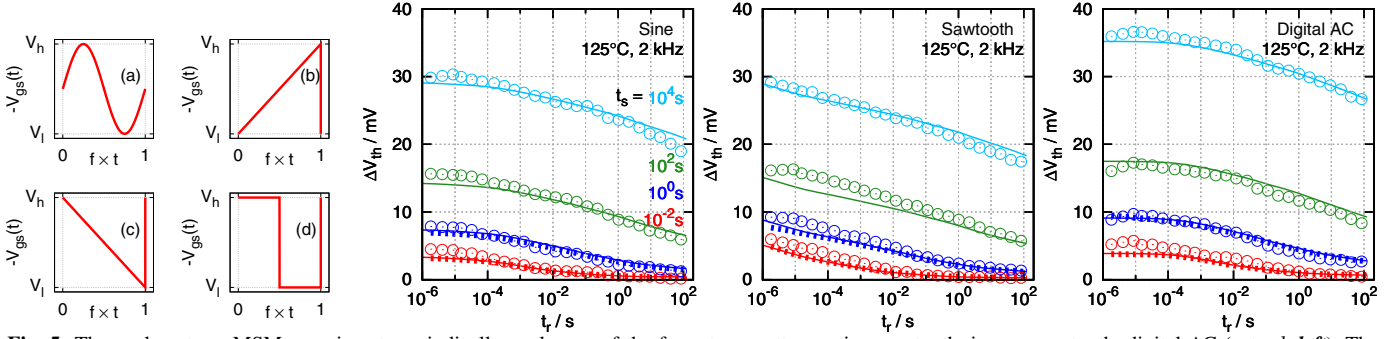 V_h
-V_gs(t)
V_l
(a)
0 1
f × t
V_h
-V_gs(t)
V_l
(b)
0 1
f × t
V_h
-V_gs(t)
V_l
(c)
0 1
f × t
V_h
-V_gs(t)
V_l
(d)
0 1
f × t
40
30
20
10
0
ΔV_th / mV
Sine
125°C, 2 kHz
t_s = 10^4s
10^2s
10^0s
10^-2s
10^-6 10^-4 10^-2 10^0 10^2
t_r / s
40
30
20
10
0
ΔV_th / mV
Sawtooth
125°C, 2 kHz
10^-6 10^-4 10^-2 10^0 10^2
t_r / s
40
30
20
10
0
ΔV_th / mV
Digital AC
125°C, 2 kHz
10^-6 10^-4 10^-2 10^0 10^2
t_r / s